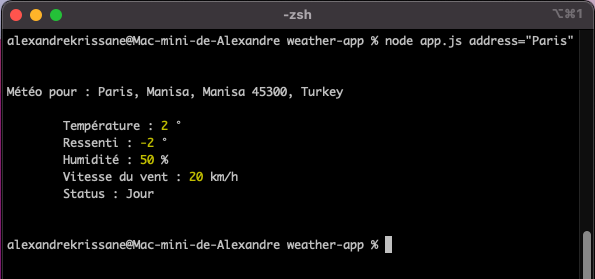 -zsh
⌥⌘1
alexandrekrissane@Mac-mini-de-Alexandre weather-app % node app.js address="Paris"
Météo pour : Paris, Manisa, Manisa 45300, Turkey
Température : 2 °
Ressenti : -2 °
Humidité : 50 %
Vitesse du vent : 20 km/h
Status : Jour
alexandrekrissane@Mac-mini-de-Alexandre weather-app %